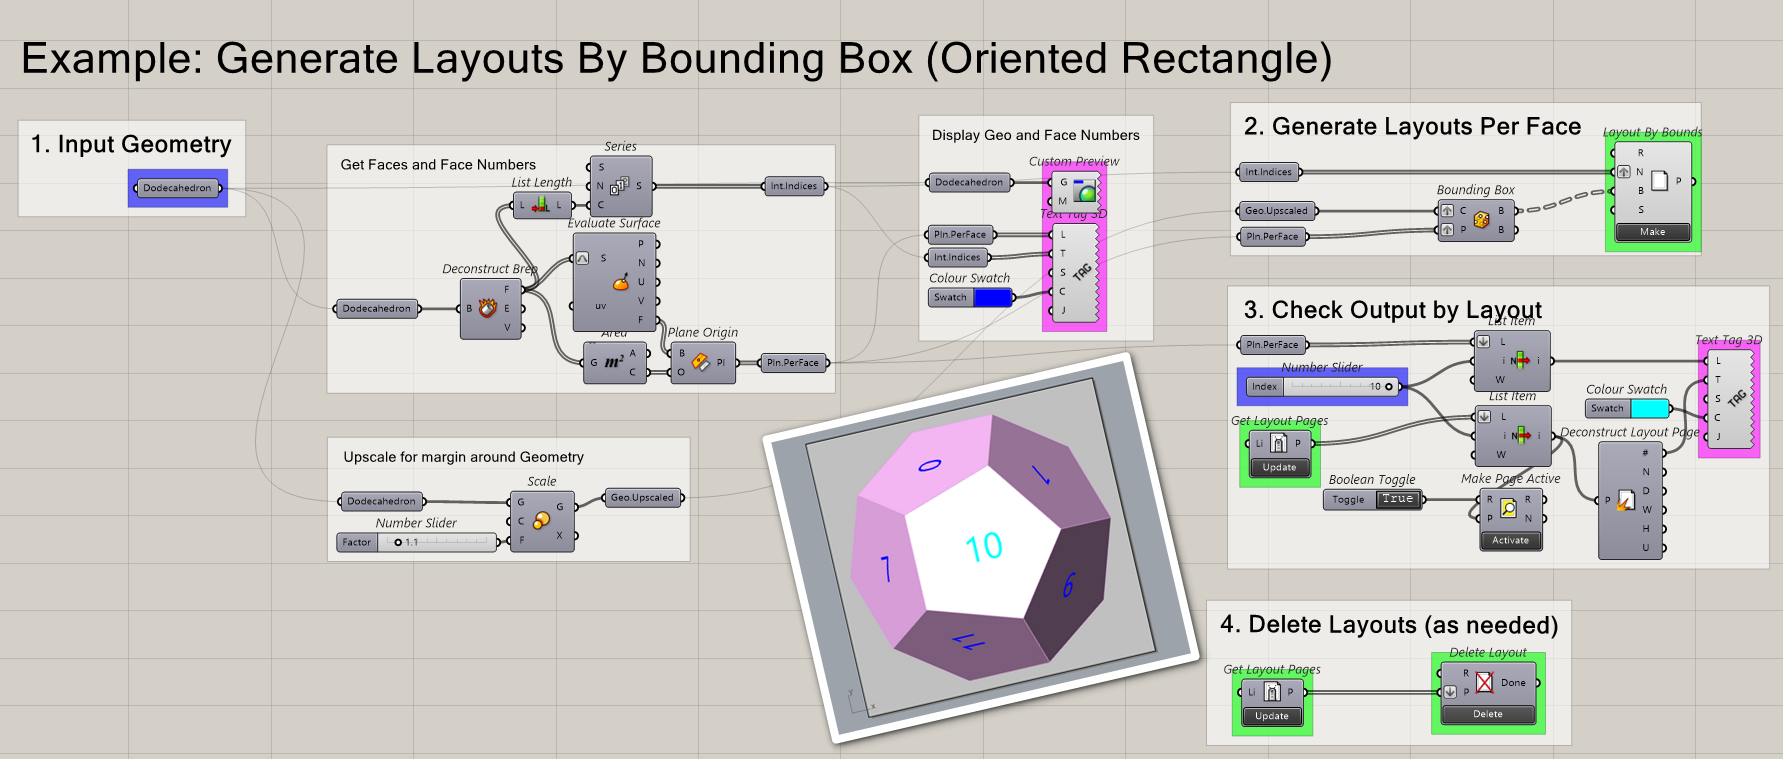 Example: Generate Layouts By Bounding Box (Oriented Rectangle)
1. Input Geometry
Dodecahedron
Get Faces and Face Numbers
Series
S
N
C
S
List Length
L
L
Int.Indices
Evaluate Surface
S
uv
P
N
U
V
F
Deconstruct Brep
Dodecahedron
B
F
E
V
Area
G
m²
A
C
Plane Origin
B
O
Pl
Pln.PerFace
Upscale for margin around Geometry
Scale
Dodecahedron
G
C
F
G
X
Geo.Upscaled
Number Slider
Factor
1.1
Display Geo and Face Numbers
Custom Preview
Dodecahedron
G
M
Text Tag 3D
Pln.PerFace
Int.Indices
Colour Swatch
Swatch
L
T
S
C
J
TAG
0
1
7
10
6
11
y
x
2. Generate Layouts Per Face
Layout By Bounds
Int.Indices
R
N
B
S
P
Make
Bounding Box
Geo.Upscaled
Pln.PerFace
C
P
B
B
3. Check Output by Layout
List Item
Pln.PerFace
L
i
W
i
Number Slider
Index
10
List Item
L
i
W
i
Get Layout Pages
Li
P
Update
Boolean Toggle
Toggle
True
Make Page Active
R
P
R
N
Activate
Colour Swatch
Swatch
Deconstruct Layout Page
P
#
N
D
W
H
U
Text Tag 3D
L
T
S
C
J
TAG
4. Delete Layouts (as needed)
Get Layout Pages
Li
P
Update
Delete Layout
R
P
Done
Delete